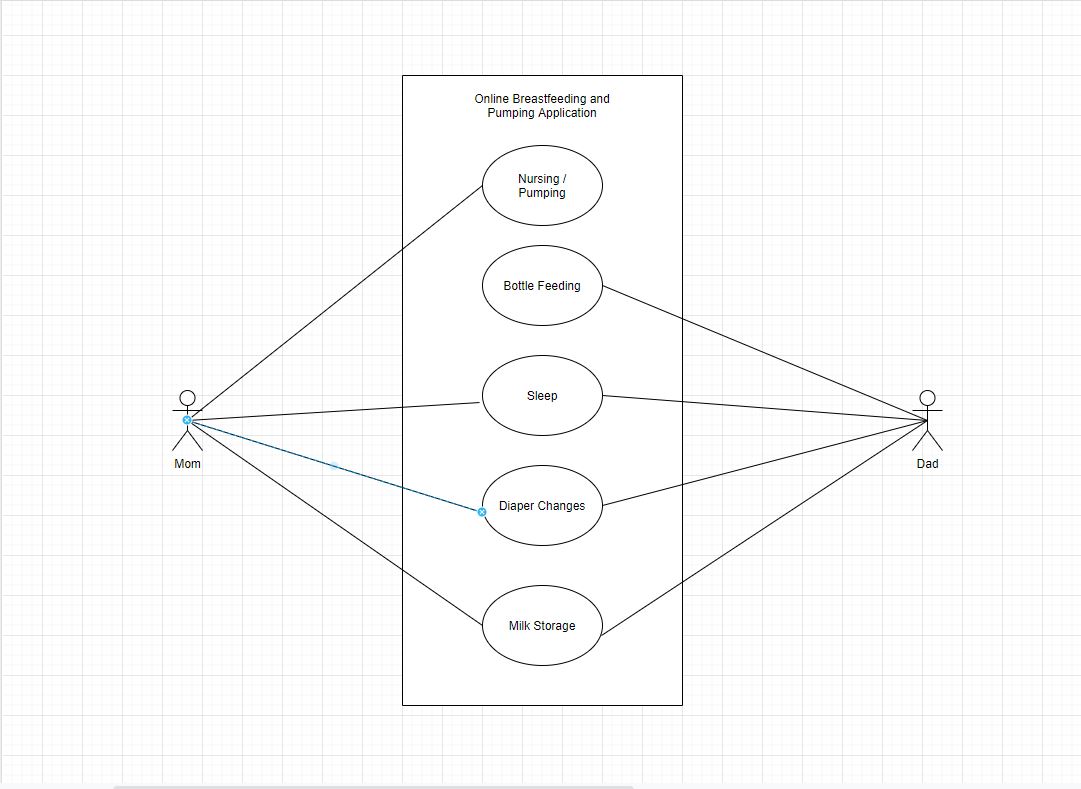 Online Breastfeeding and
Pumping Application
Nursing /
Pumping
Bottle Feeding
Sleep
Mom
Dad
Diaper Changes
Milk Storage